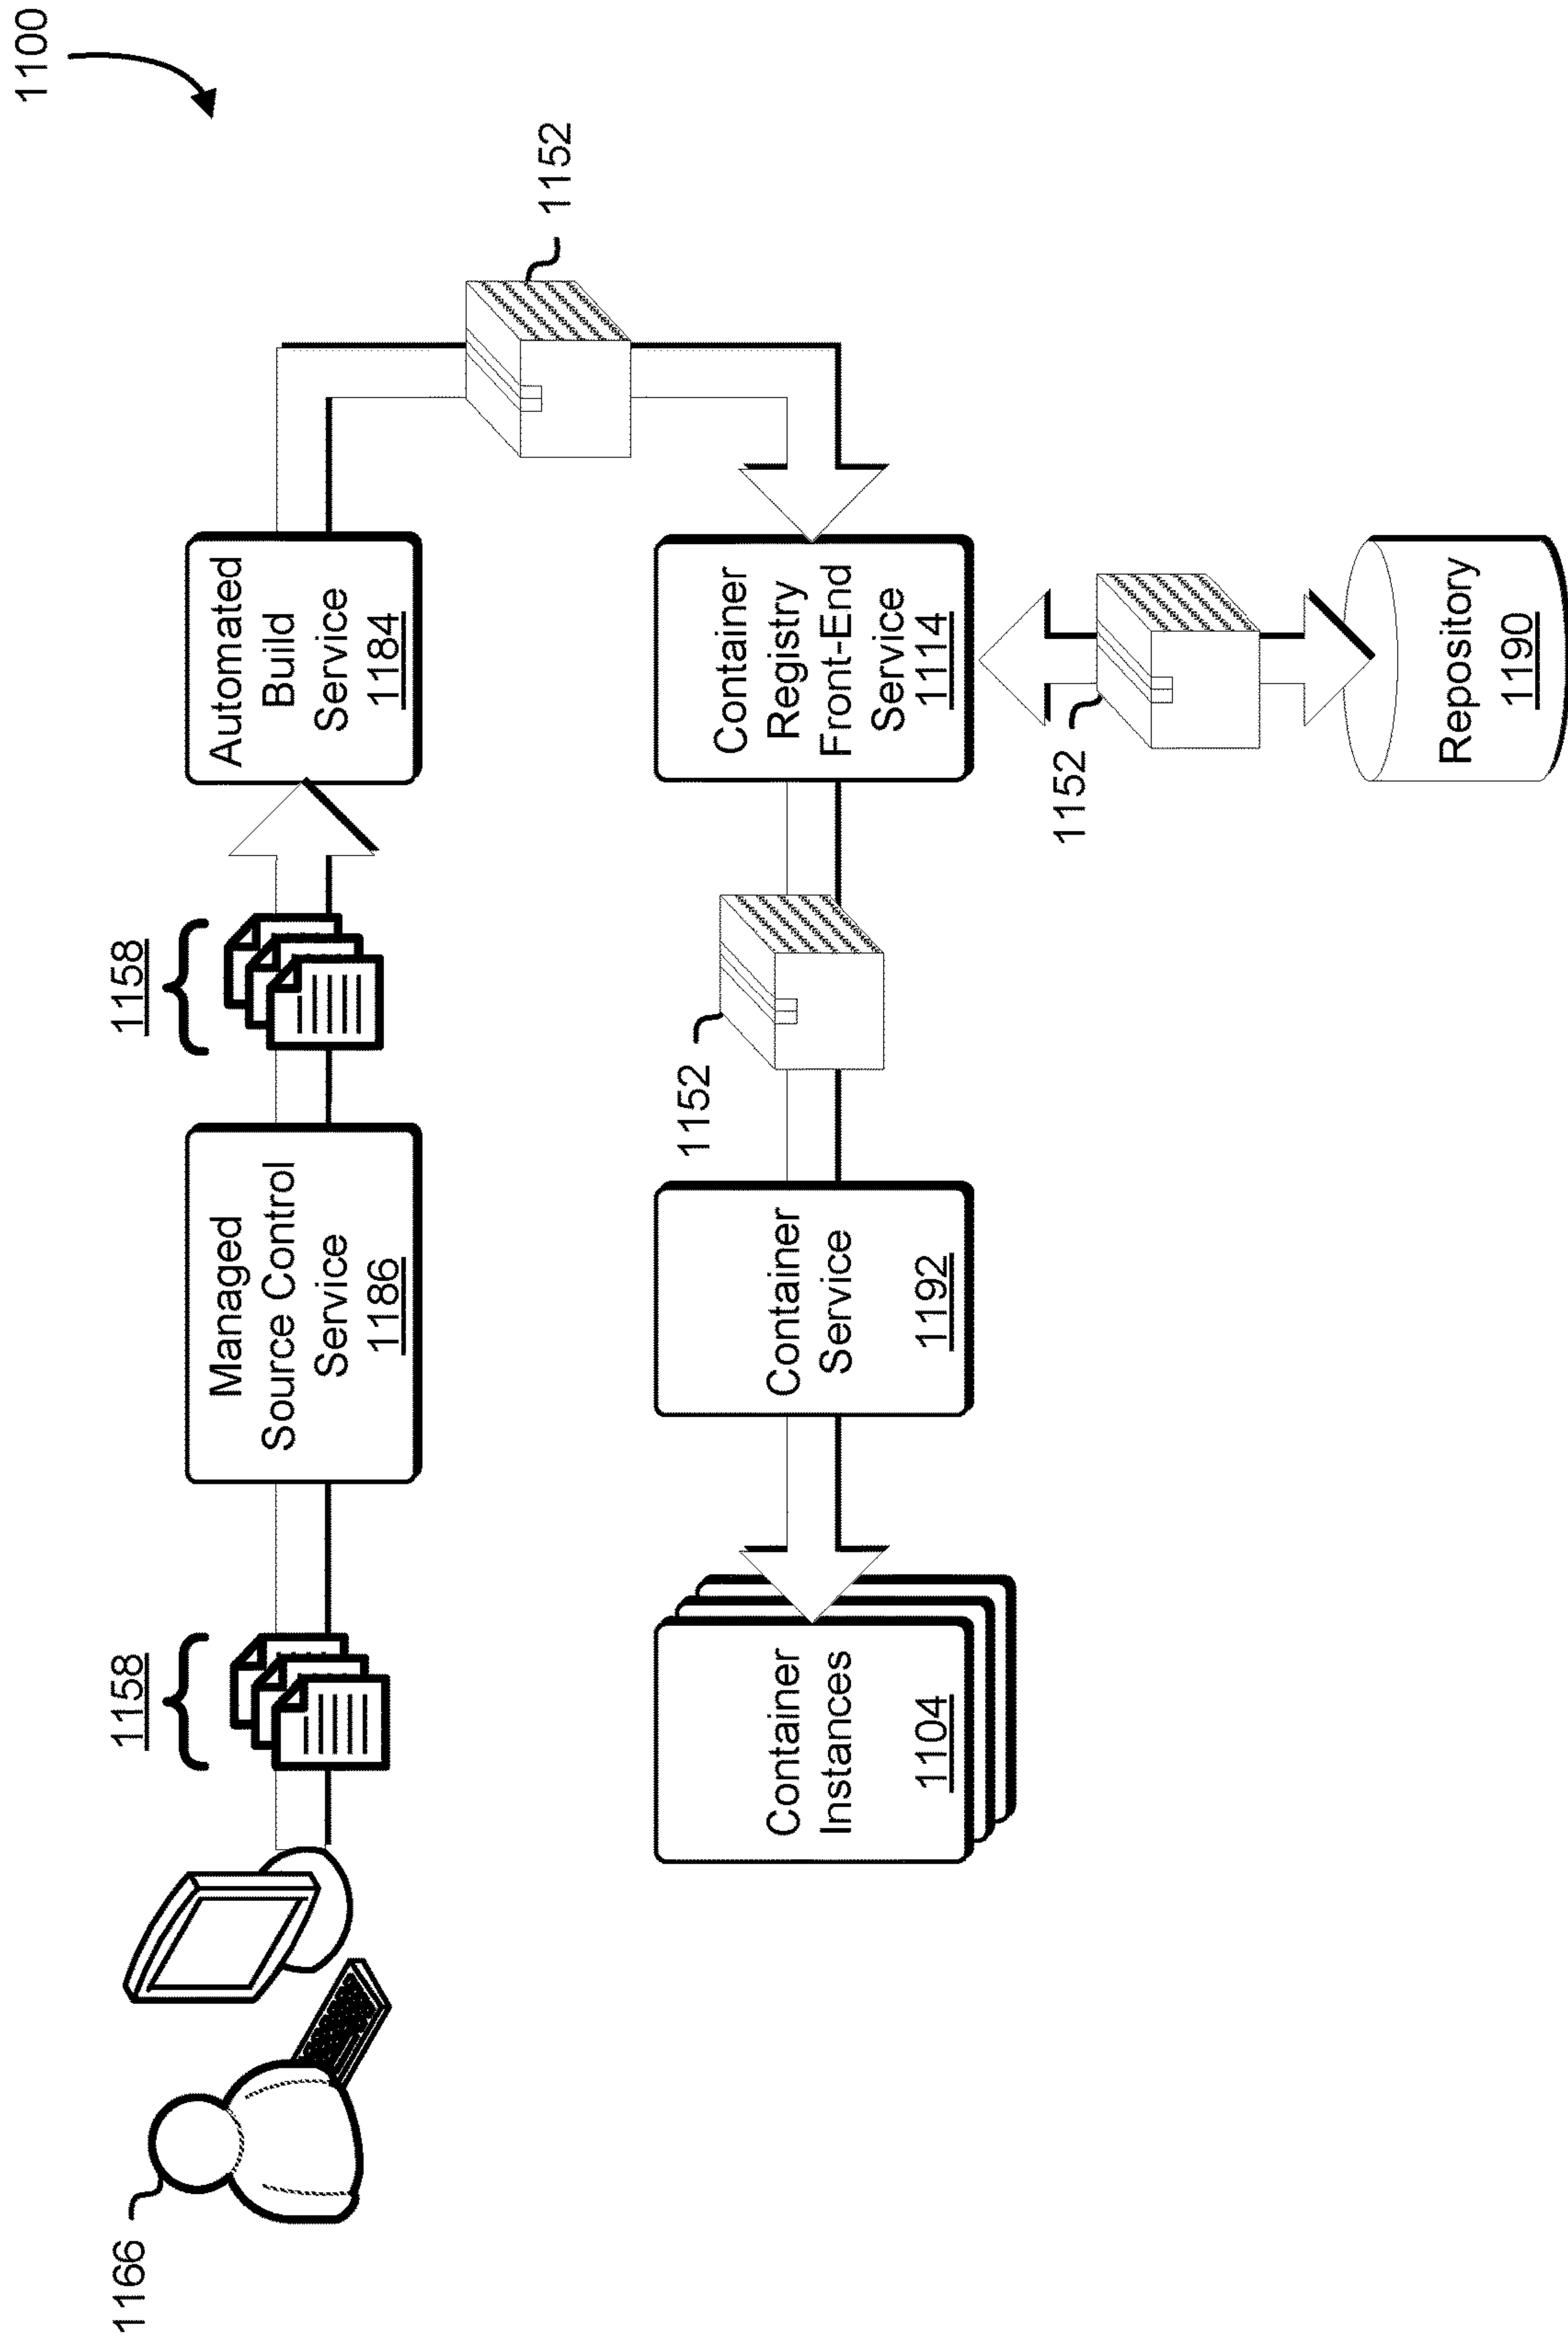 1100
1158
1158
1166
Managed
Source Control
Service
1186
Automated
Build
Service
1184
1152
Container
Instances
1104
Container
Service
1192
1152
Container
Registry
Front-End
Service
1114
1152
Repository
1190